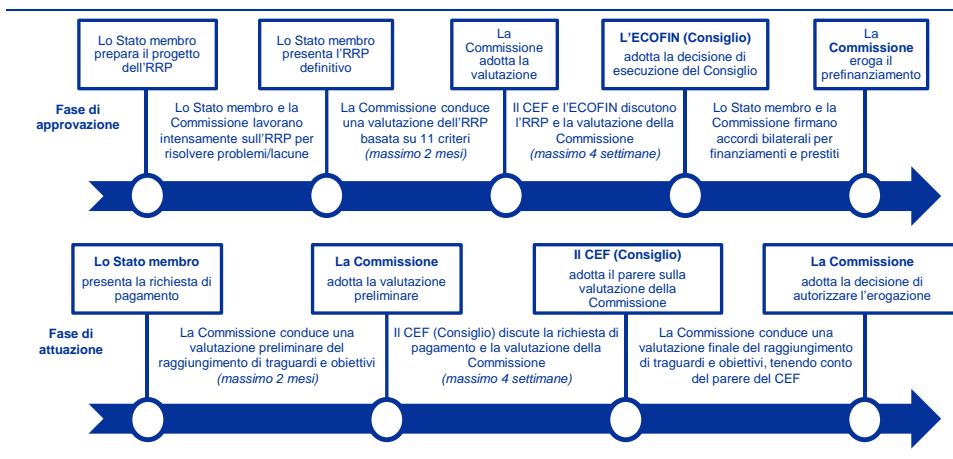 Lo Stato membro
prepara il progetto
dell'RRP
Lo Stato membro
presenta l'RRP
definitivo
La
Commissione
adotta la
valutazione
L'ECOFIN (Consiglio)
adotta la decisione di
esecuzione del Consiglio
La
Commissione
eroga il
prefinanziamento
Fase di
approvazione
Lo Stato membro e la
Commissione lavorano
intensamente sull'RRP per
risolvere problemi/lacune
La Commissione conduce
una valutazione dell'RRP
basata su 11 criteri
(massimo 2 mesi)
Il CEF e l'ECOFIN discutono
l'RRP e la valutazione della
Commissione
(massimo 4 settimane)
Lo Stato membro e la
Commissione firmano
accordi bilaterali per
finanziamenti e prestiti
Lo Stato membro
presenta la richiesta di
pagamento
La Commissione
adotta la valutazione
preliminare
Il CEF (Consiglio)
adotta il parere sulla
valutazione della
Commissione
La Commissione
adotta la decisione di
autorizzare l'erogazione
Fase di
attuazione
La Commissione conduce una
valutazione preliminare del
raggiungimento di traguardi e obiettivi
(massimo 2 mesi)
Il CEF (Consiglio) discute la richiesta di
pagamento e la valutazione della
Commissione
(massimo 4 settimane)
La Commissione conduce una
valutazione finale del raggiungimento
di traguardi e obiettivi, tenendo conto
del parere del CEF